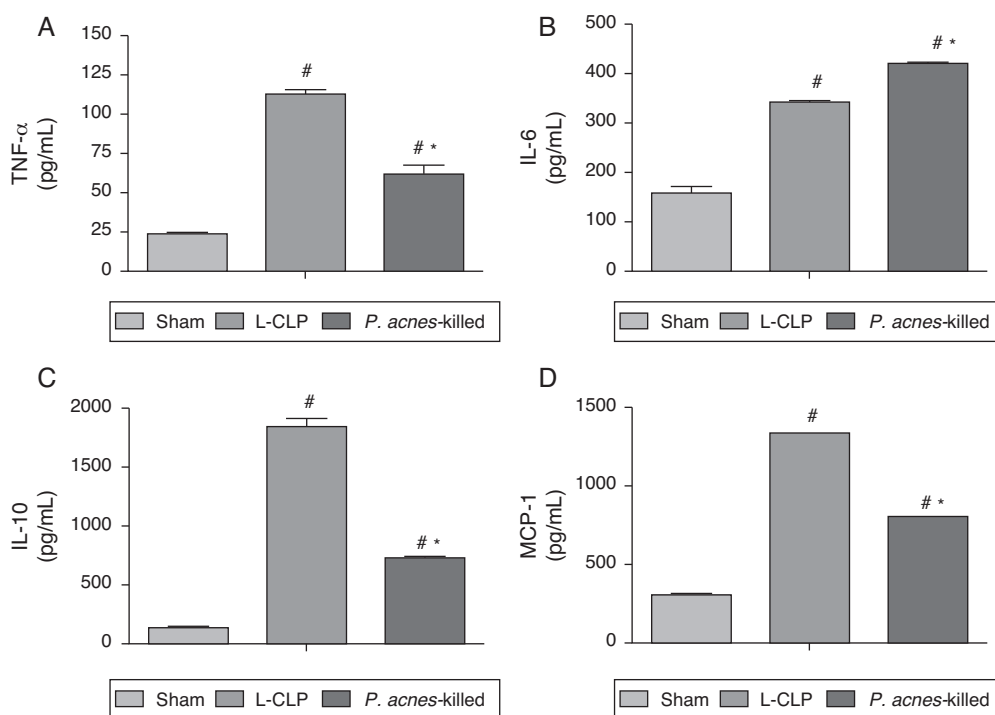 A
TNF-α
(pg/mL)
150
125
100
75
50
25
0
#
# *
Sham L-CLP P. acnes-killed
B
IL-6
(pg/mL)
600
400
300
200
100
0
#
# *
Sham L-CLP P. acnes-killed
C
IL-10
(pg/mL)
2000
1500
1000
500
0
#
# *
Sham L-CLP P. acnes-killed
D
MCP-1
(pg/mL)
1500
1000
500
0
#
# *
Sham L-CLP P. acnes-killed